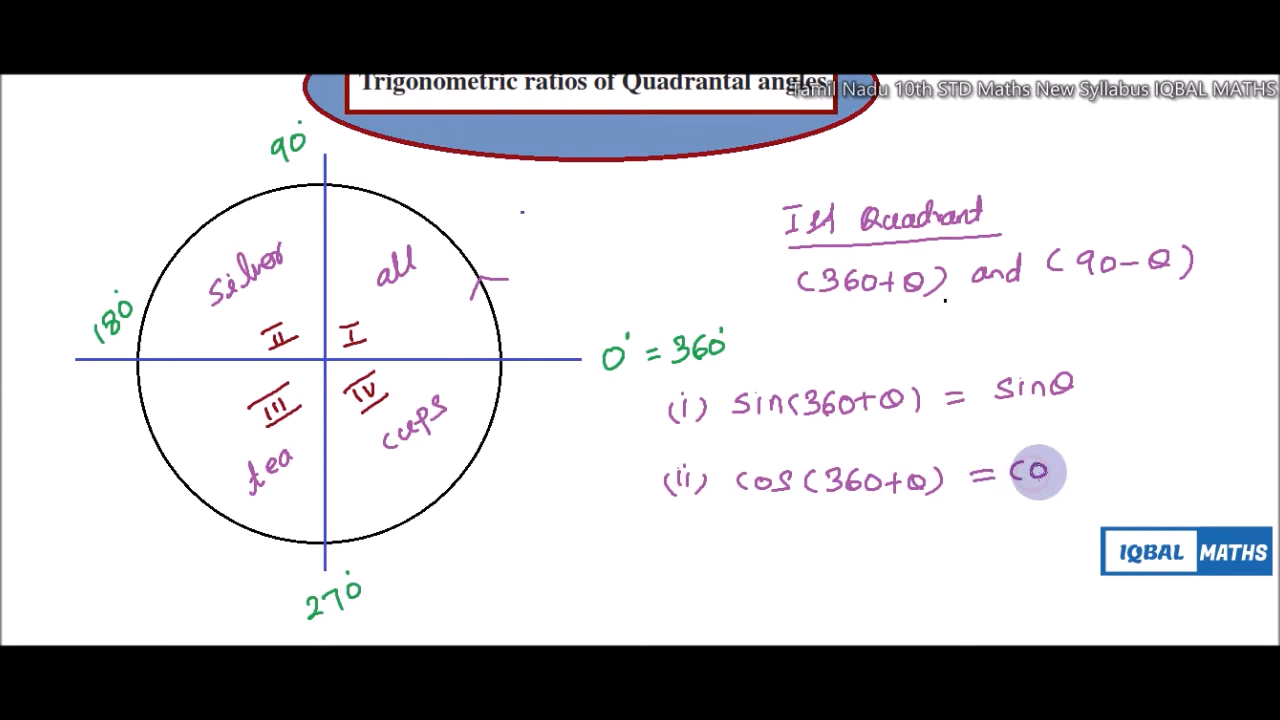 Trigonometric ratios of Quadrantal angles
Tamil Nadu 10th STD Maths New Syllabus IQBAL MATHS
90°
silver
all
180°
II
I
0° = 360°
III
IV
tea
cups
270°
Ist Quadrant
(360+θ) and (90-θ)
(i) sin(360+θ) = sinθ
(ii) cos(360+θ) = co
IQBAL MATHS